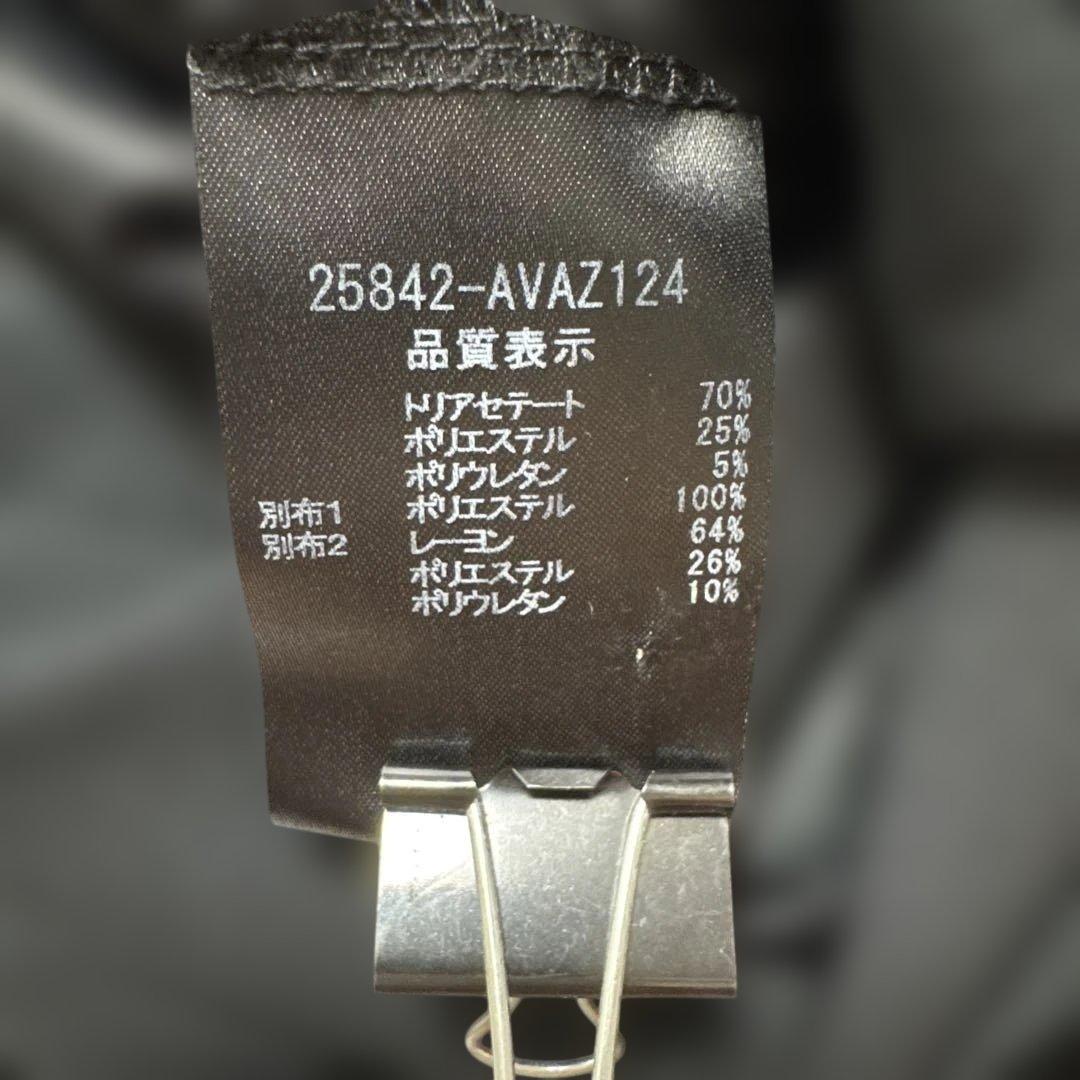 25842-AVAZ124
品質表示
トリアセテート 70%
ポリエステル 25%
ポリウレタン 5%
別布1 ポリエステル 100%
別布2 レーヨン 64%
ポリエステル 26%
ポリウレタン 10%